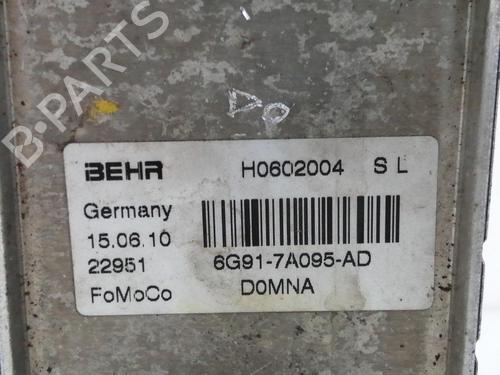 B-PARTS
DO
BEHR H0602004 S L
Germany
15.06.10
22951 6G91-7A095-AD
FoMoCo D0MNA